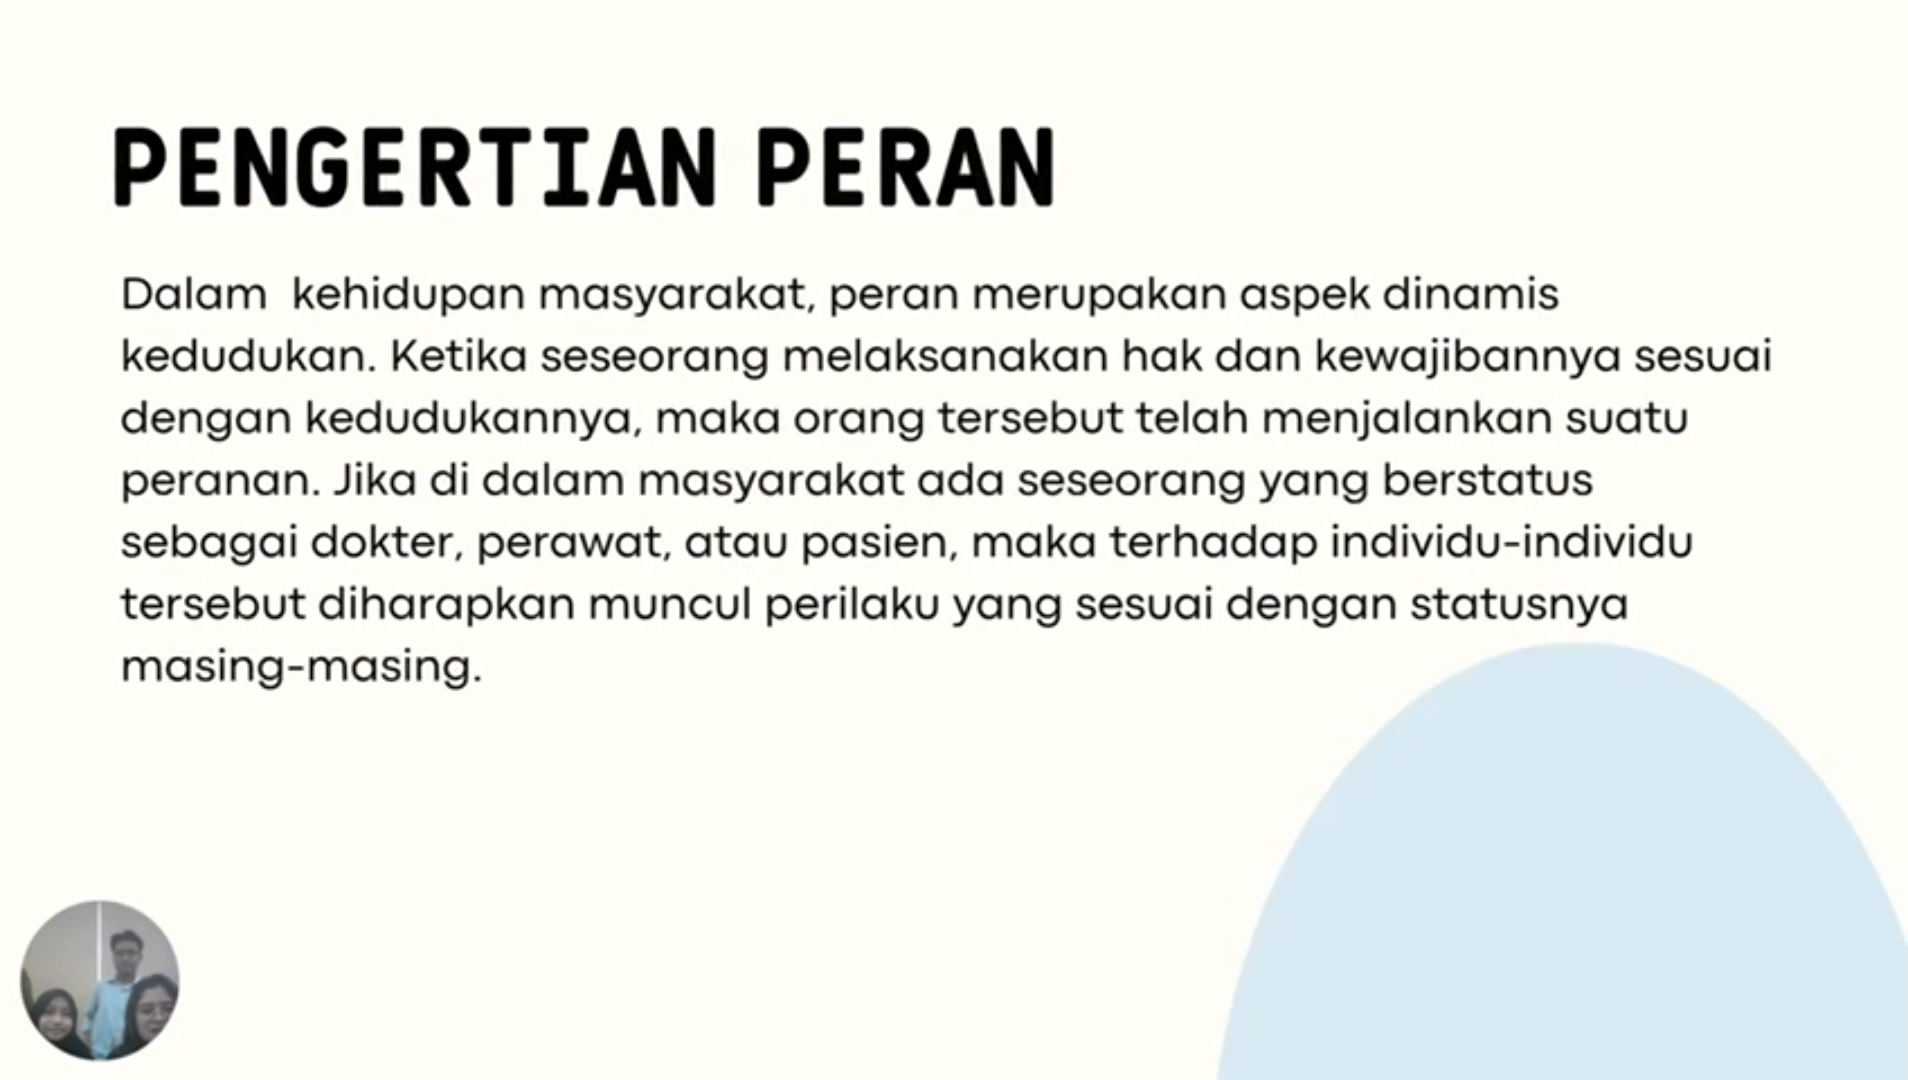 PENGERTIAN PERAN
Dalam  kehidupan masyarakat, peran merupakan aspek dinamis
kedudukan. Ketika seseorang melaksanakan hak dan kewajibannya sesuai
dengan kedudukannya, maka orang tersebut telah menjalankan suatu
peranan. Jika di dalam masyarakat ada seseorang yang berstatus
sebagai dokter, perawat, atau pasien, maka terhadap individu-individu
tersebut diharapkan muncul perilaku yang sesuai dengan statusnya
masing-masing.